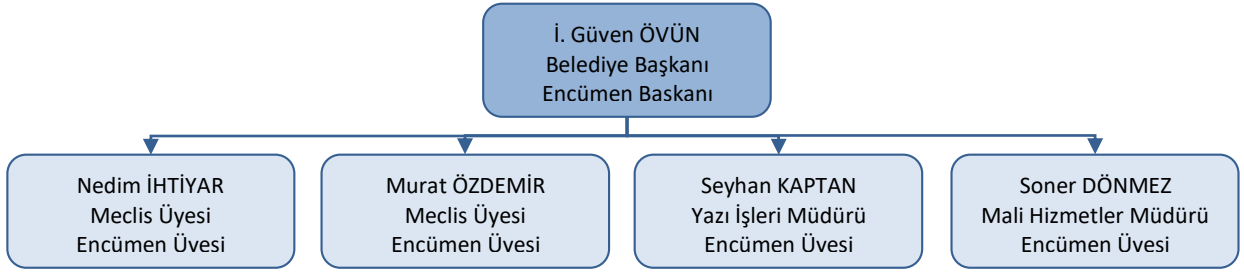 İ. Güven ÖVÜN
Belediye Başkanı
Encümen Baskanı
Nedim İHTİYAR
Meclis Üyesi
Encümen Üvesi
Murat ÖZDEMİR
Meclis Üyesi
Encümen Üvesi
Seyhan KAPTAN
Yazı İşleri Müdürü
Encümen Üvesi
Soner DÖNMEZ
Mali Hizmetler Müdürü
Encümen Üvesi